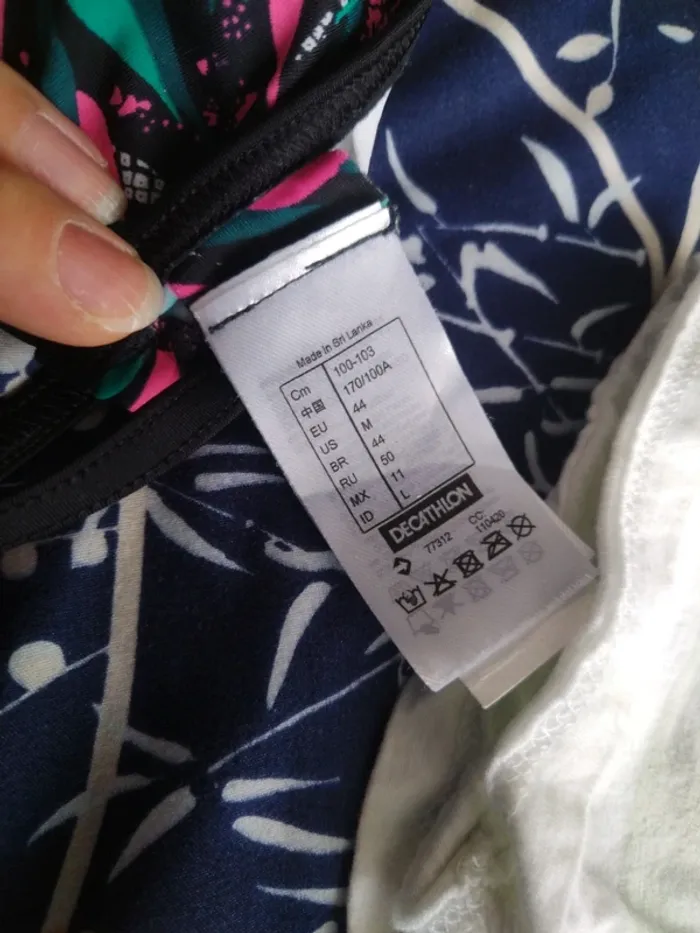 Made in Sri Lanka
Cm 100-103
中国 170/100A
EU 44
US M
BR 44
RU 50
MX 11
ID L
DECATHLON
77312 CC: 110420